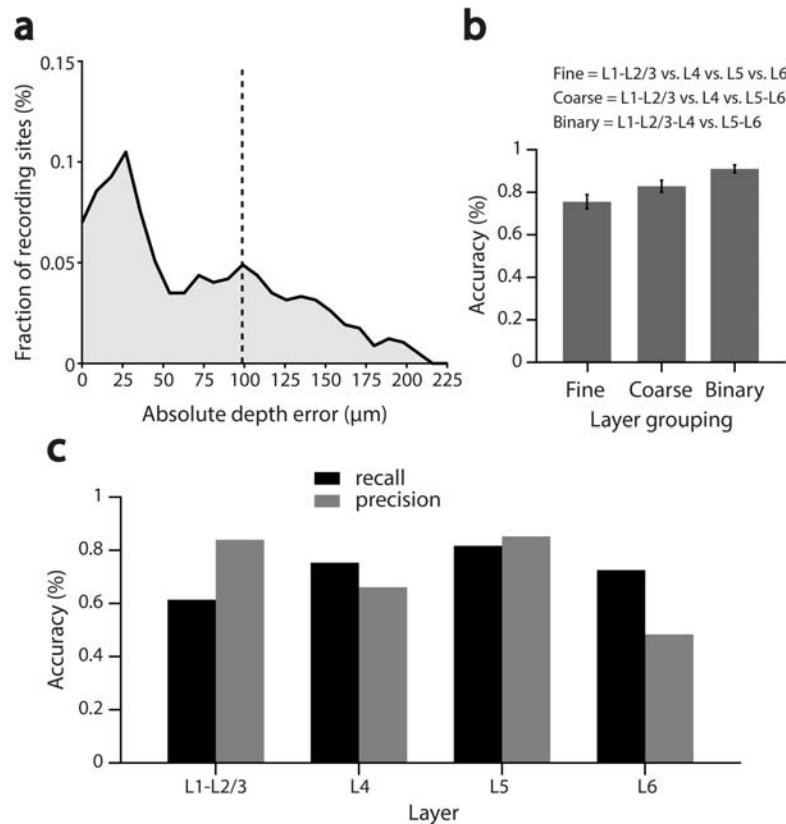 a
0.15
0.1
0.05
0
Fraction of recording sites (%)
0 25 50 75 100 125 150 175 200 225
Absolute depth error (μm)
b
Fine = L1-L2/3 vs. L4 vs. L5 vs. L6
Coarse = L1-L2/3 vs. L4 vs. L5-L6
Binary = L1-L2/3-L4 vs. L5-L6
1
0.8
0.6
0.4
0.2
0
Accuracy (%)
Fine Coarse Binary
Layer grouping
c
recall
precision
1
0.8
0.6
0.4
0.2
0
Accuracy (%)
L1-L2/3 L4 L5 L6
Layer